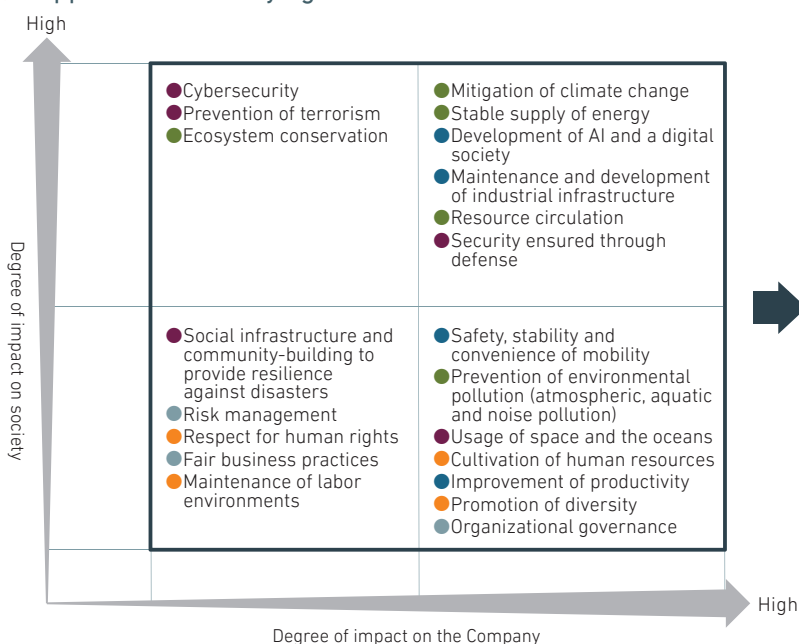 High
Cybersecurity
Prevention of terrorism
Ecosystem conservation
Mitigation of climate change
Stable supply of energy
Development of AI and a digital
society
Maintenance and development
of industrial infrastructure
Resource circulation
Security ensured through
defense
Degree of impact on society
Social infrastructure and
community-building to
provide resilience
against disasters
Risk management
Respect for human rights
Fair business practices
Maintenance of labor
environments
Safety, stability and
convenience of mobility
Prevention of environmental
pollution (atmospheric, aquatic
and noise pollution)
Usage of space and the oceans
Cultivation of human resources
Improvement of productivity
Promotion of diversity
Organizational governance
High
Degree of impact on the Company